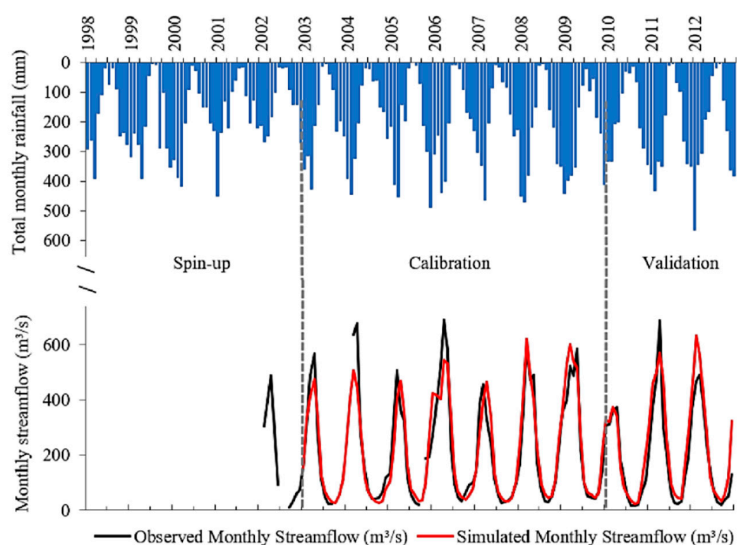 1998 1999 2000 2001 2002 2003 2004 2005 2006 2007 2008 2009 2010 2011 2012
0
100
200
300
400
500
600
Total monthly rainfall (mm)
Spin-up Calibration Validation
600
400
200
0
Monthly streamflow (m³/s)
Observed Monthly Streamflow (m³/s) Simulated Monthly Streamflow (m³/s)